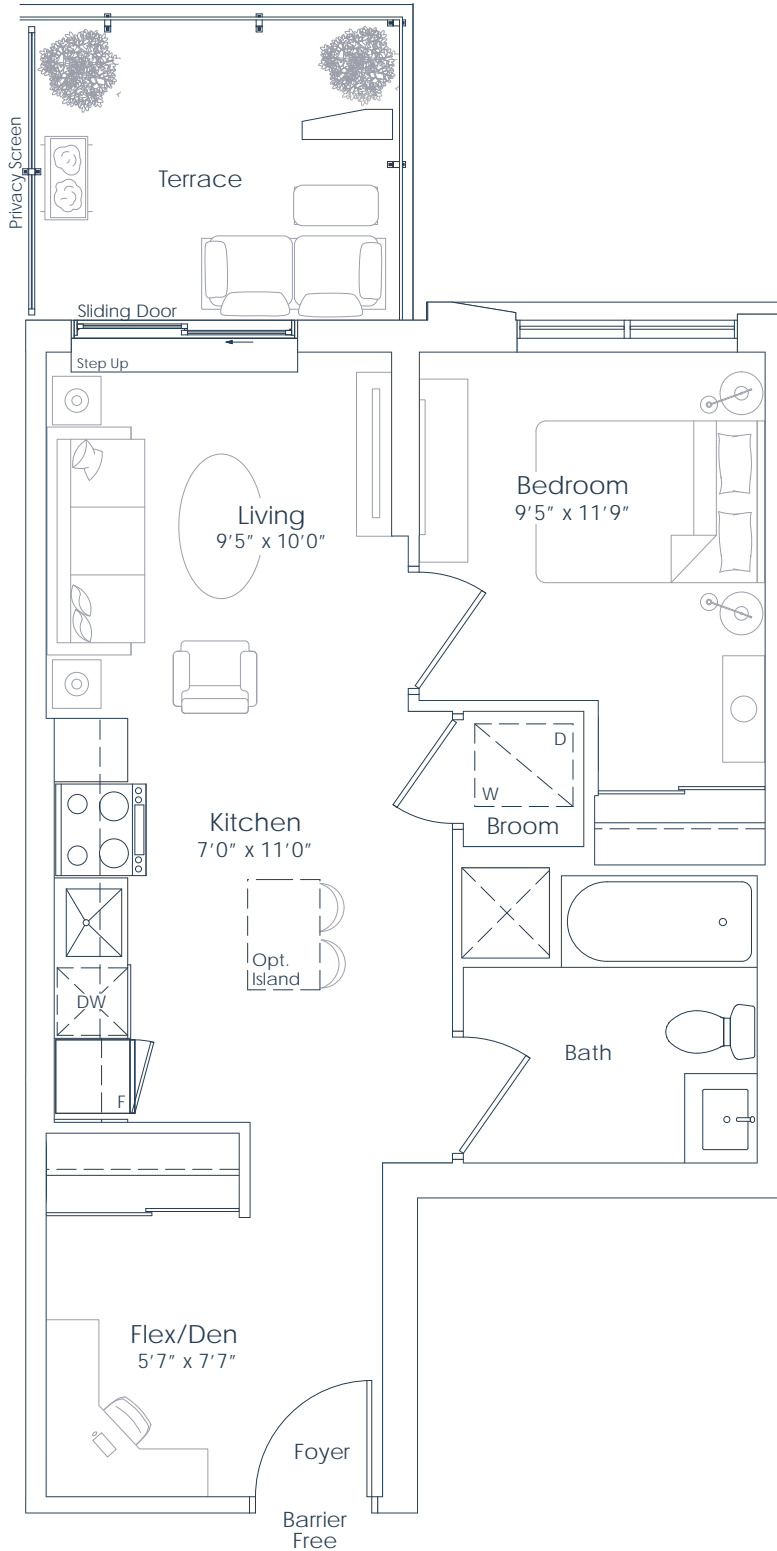 Privacy Screen
Terrace
Sliding Door
Step Up
Living
9'5" x 10'0"
Bedroom
9'5" x 11'9"
D
W
Broom
Kitchen
7'0" x 11'0"
Opt.
Island
DW
F
Bath
Flex/Den
5'7" x 7'7"
Foyer
Barrier
Free